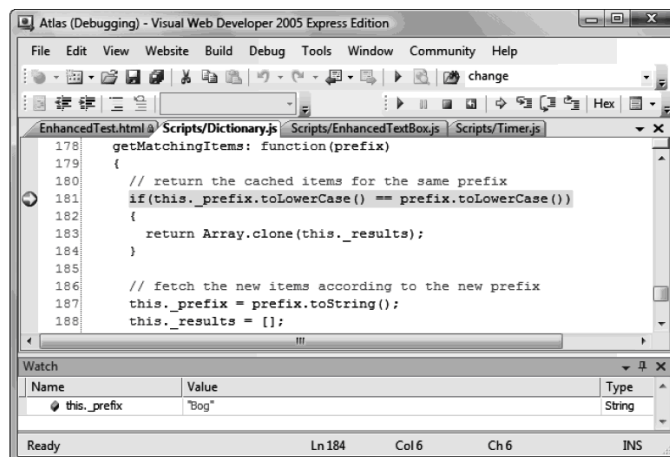 Atlas (Debugging) - Visual Web Developer 2005 Express Edition
File Edit View Website Build Debug Tools Window Community Help
change
Hex
EnhancedTest.html Scripts/Dictionary.js Scripts/EnhancedTextBox.js Scripts/Timer.js
178 getMatchingItems: function(prefix)
179 {
180 // return the cached items for the same prefix
181 if(this._prefix.toLowerCase() == prefix.toLowerCase())
182 {
183 return Array.clone(this._results);
184 }
185
186 // fetch the new items according to the new prefix
187 this._prefix = prefix.toString();
188 this._results = [];
Watch
Name Value Type
this._prefix "Bog" String
Ready Ln 184 Col 6 Ch 6 INS